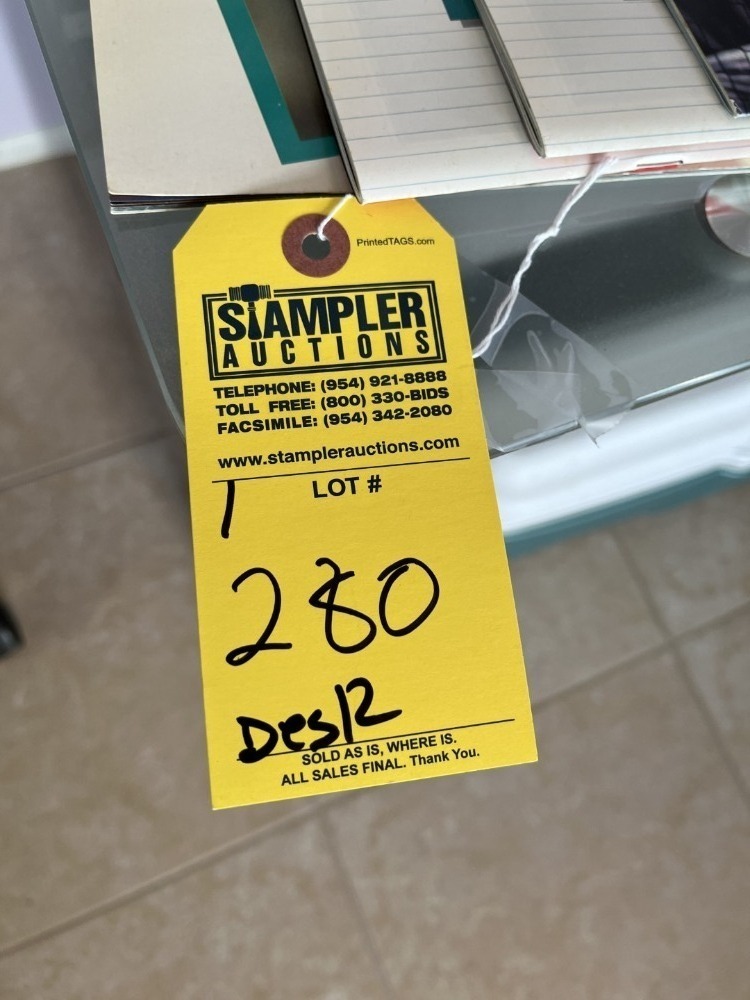 PrintedTAGS.com
STAMPLER
AUCTIONS
TELEPHONE: (954) 921-8888
TOLL FREE: (800) 330-BIDS
FACSIMILE: (954) 342-2080
www.stamplerauctions.com
LOT #
1
280
Desk
SOLD AS IS, WHERE IS.
ALL SALES FINAL. Thank You.